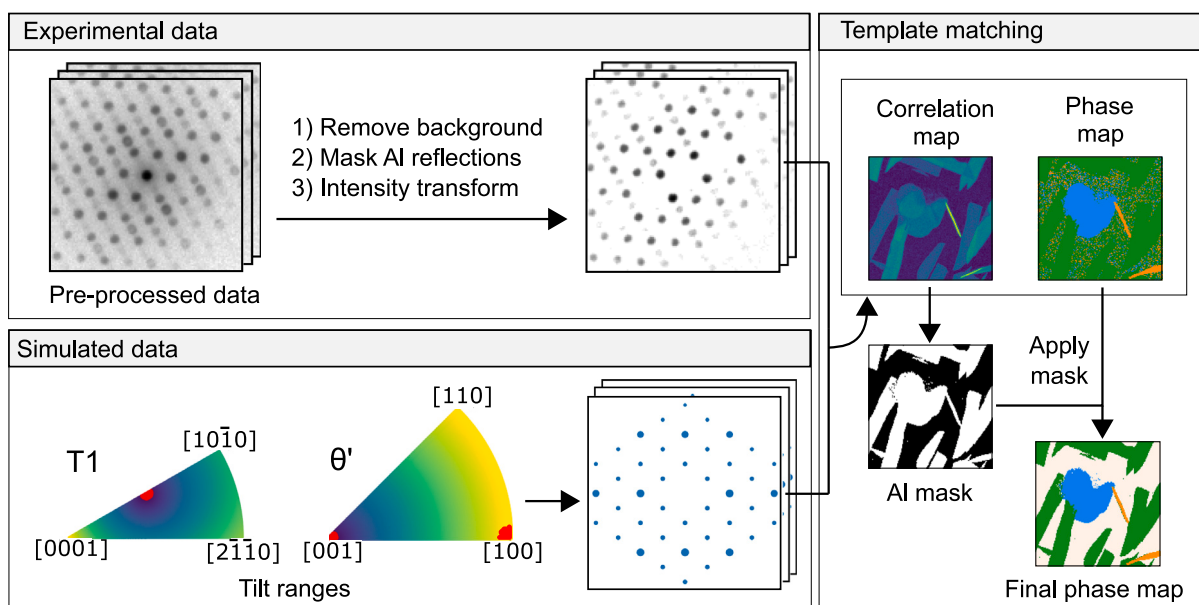 Experimental data
1) Remove background
2) Mask Al reflections
3) Intensity transform
Pre-processed data
Simulated data
T1
[101̄0]
[0001]
[21̄1̄0]
θ'
[110]
[001]
[100]
Tilt ranges
Template matching
Correlation
map
Phase
map
Apply
mask
Al mask
Final phase map